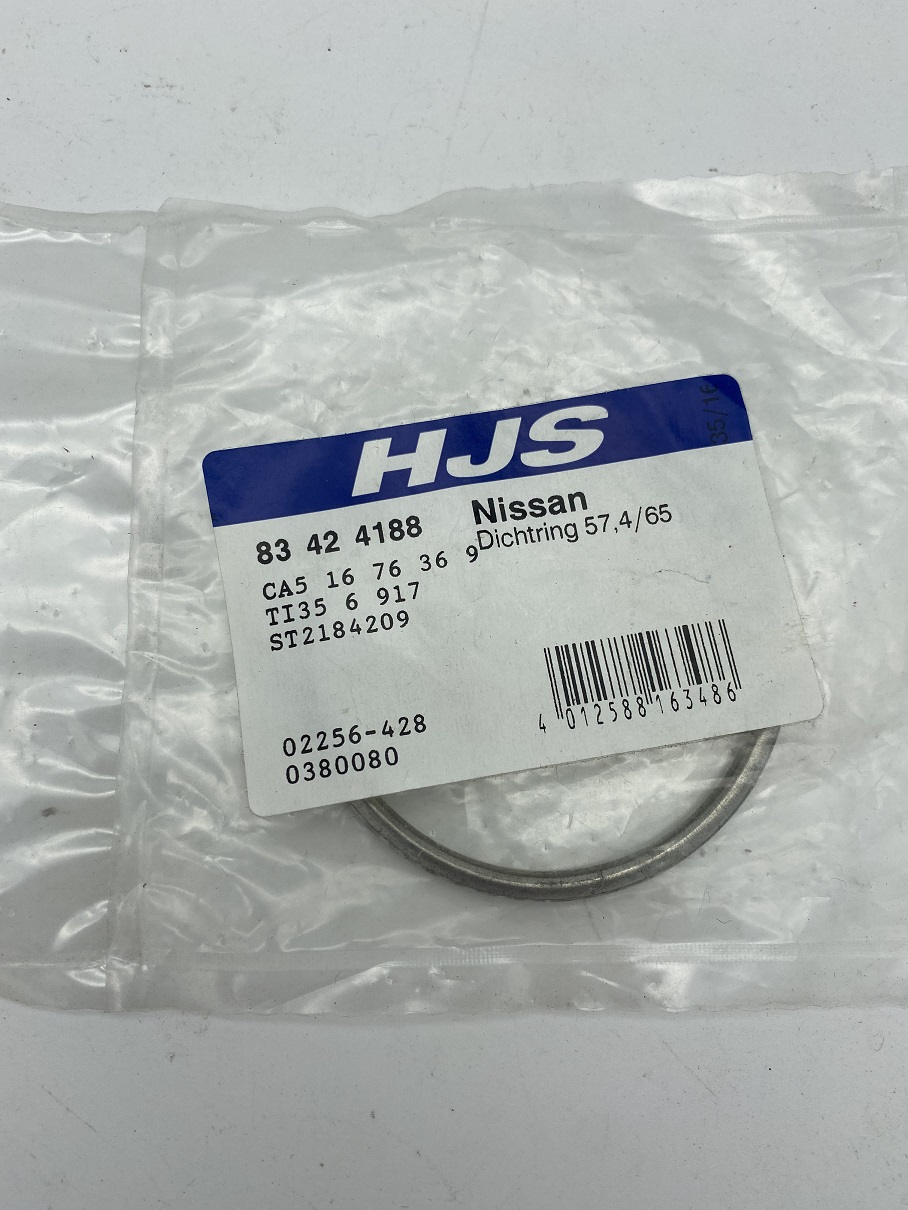 HJS
35/16
83 42 4188
Nissan
Dichtring 57,4/65
CA5 16 76 36 9
TI35 6 917
ST2184209
02256-428
0380080
4 012588 163486